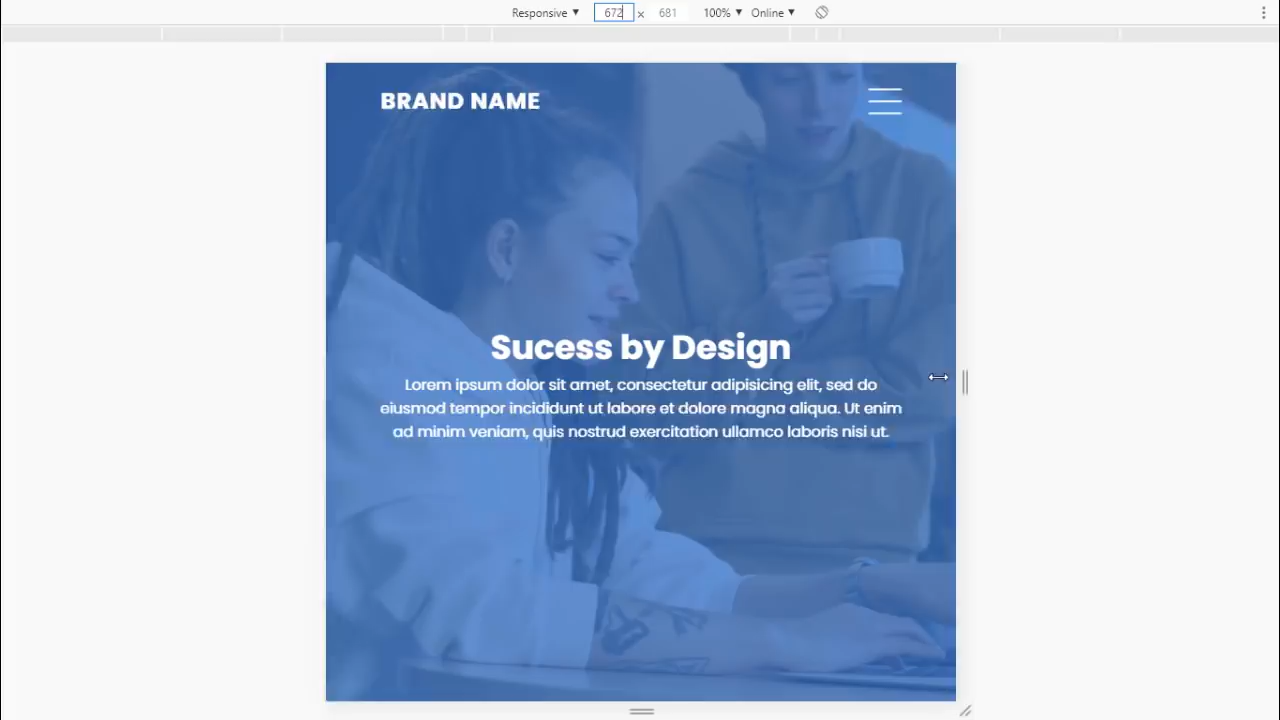 Responsive ▼ 672 × 681 100% ▼ Online ▼
BRAND NAME
Sucess by Design
Lorem ipsum dolor sit amet, consectetur adipisicing elit, sed do
eiusmod tempor incididunt ut labore et dolore magna aliqua. Ut enim
ad minim veniam, quis nostrud exercitation ullamco laboris nisi ut.